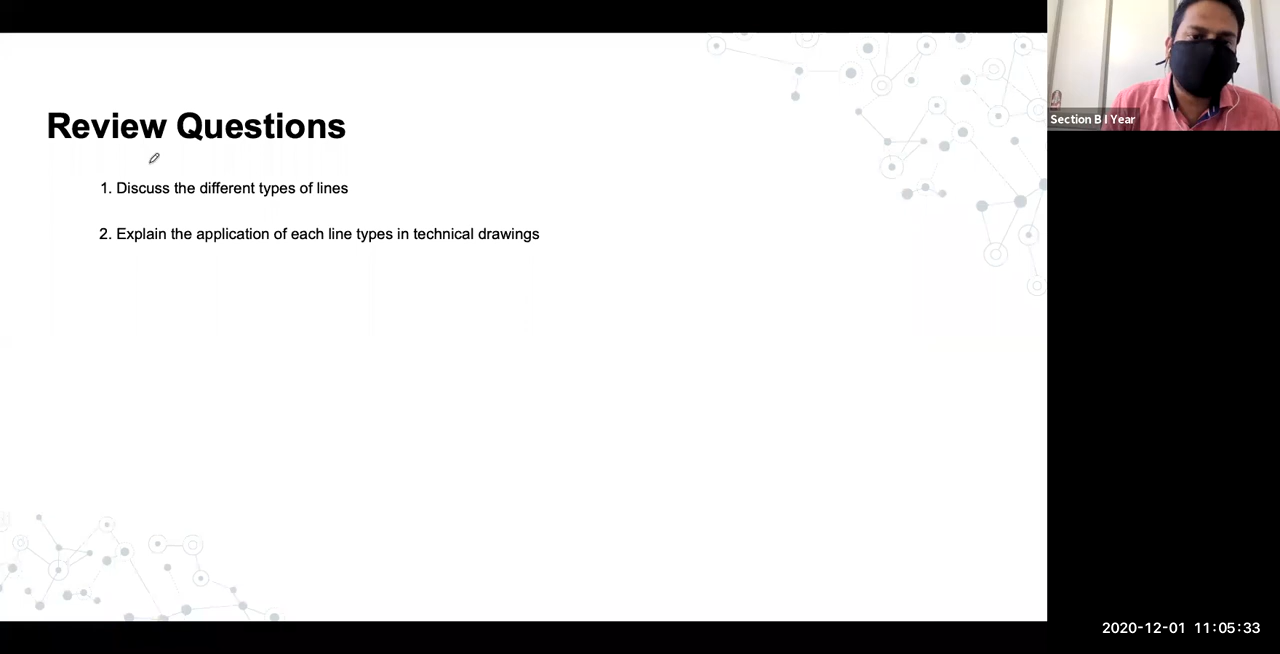 Review Questions
1. Discuss the different types of lines
2. Explain the application of each line types in technical drawings
Section B I Year
2020-12-01 11:05:33